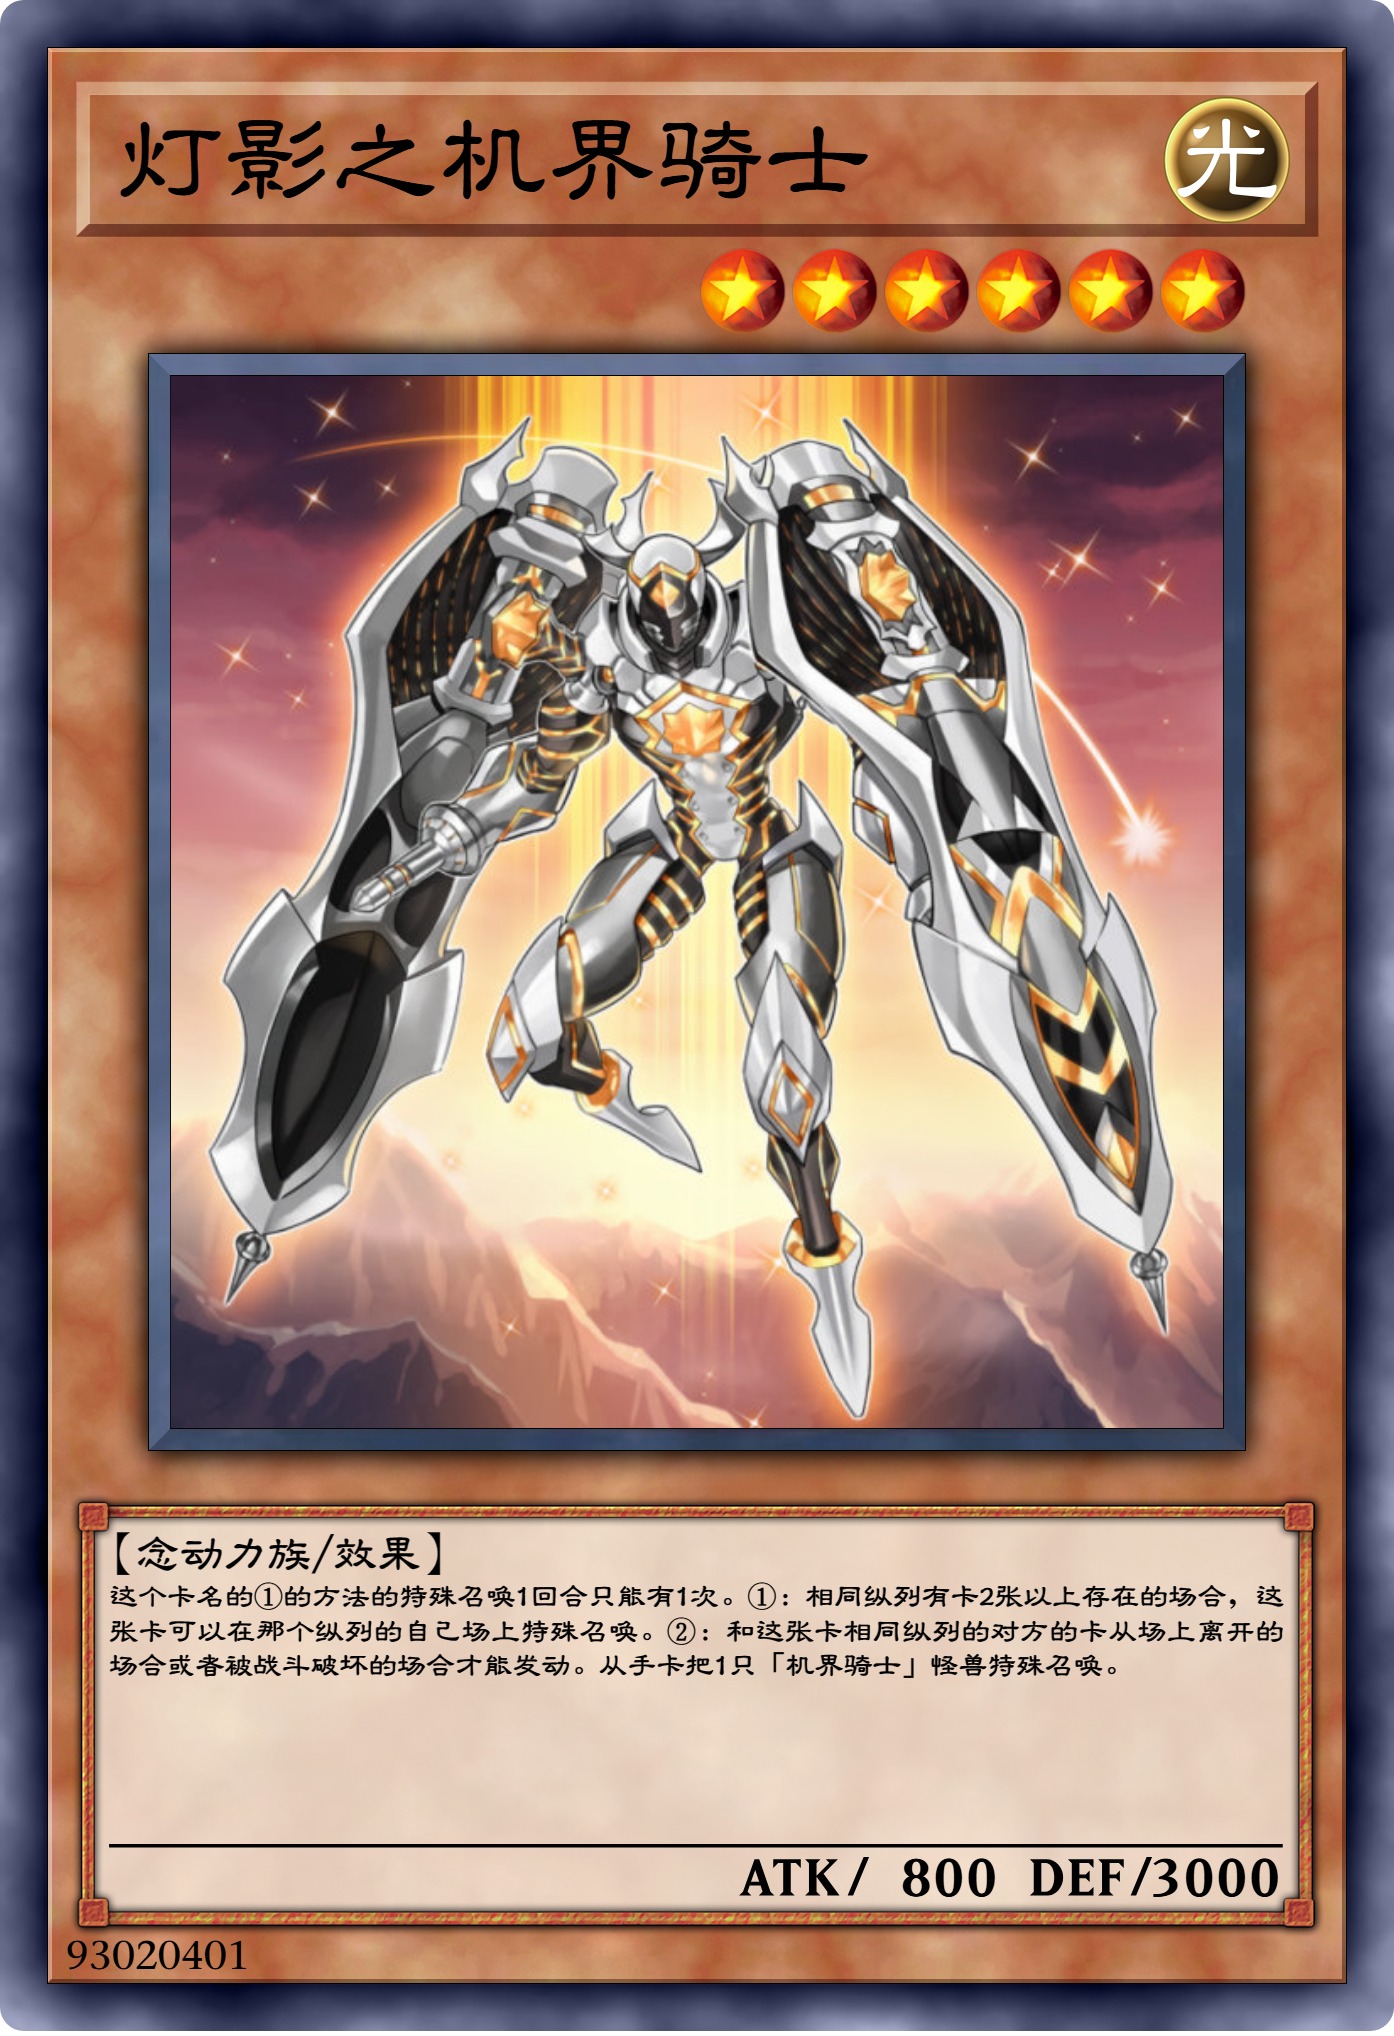 灯影之机界骑士
光
【念动力族/效果】
这个卡名的①的方法的特殊召唤1回合只能有1次。①：相同纵列有卡2张以上存在的场合，这
张卡可以在那个纵列的自己场上特殊召唤。②：和这张卡相同纵列的对方的卡从场上离开的
场合或者被战斗破坏的场合才能发动。从手卡把1只「机界骑士」怪兽特殊召唤。
ATK/ 800 DEF/3000
93020401